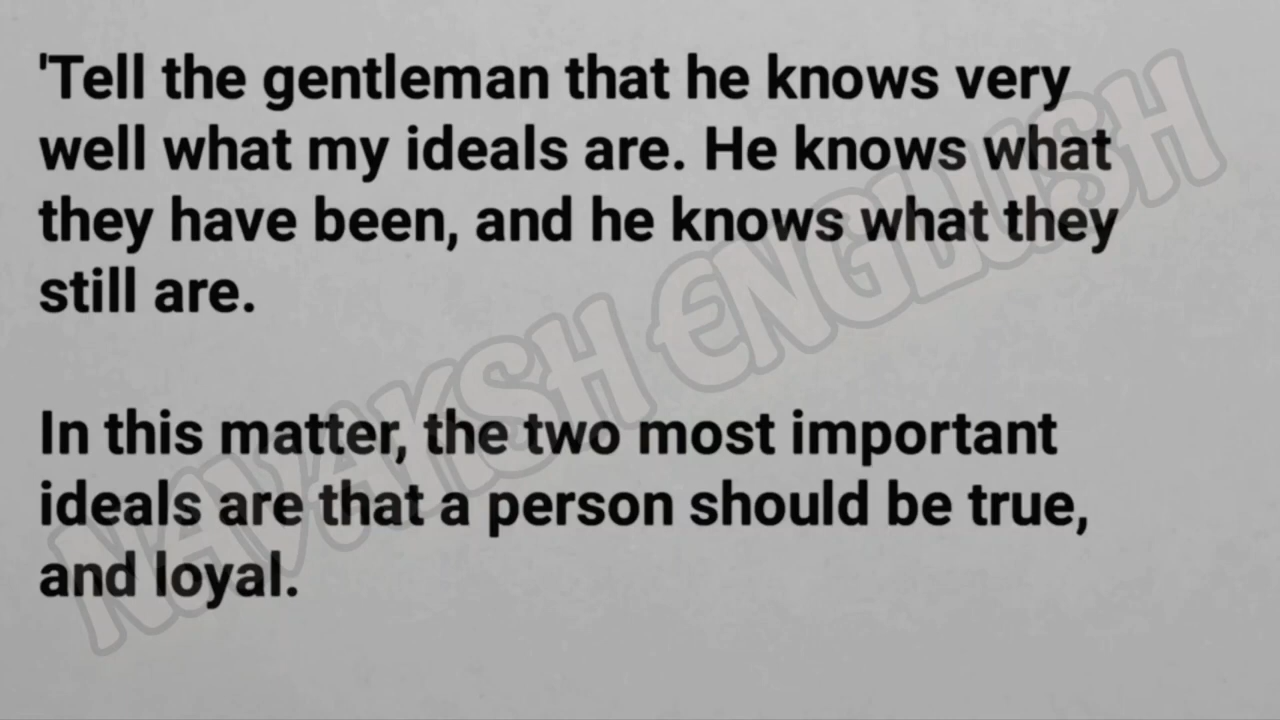 'Tell the gentleman that he knows very
well what my ideals are. He knows what
they have been, and he knows what they
still are.
In this matter, the two most important
ideals are that a person should be true,
and loyal.
NAVAKSH ENGLISH